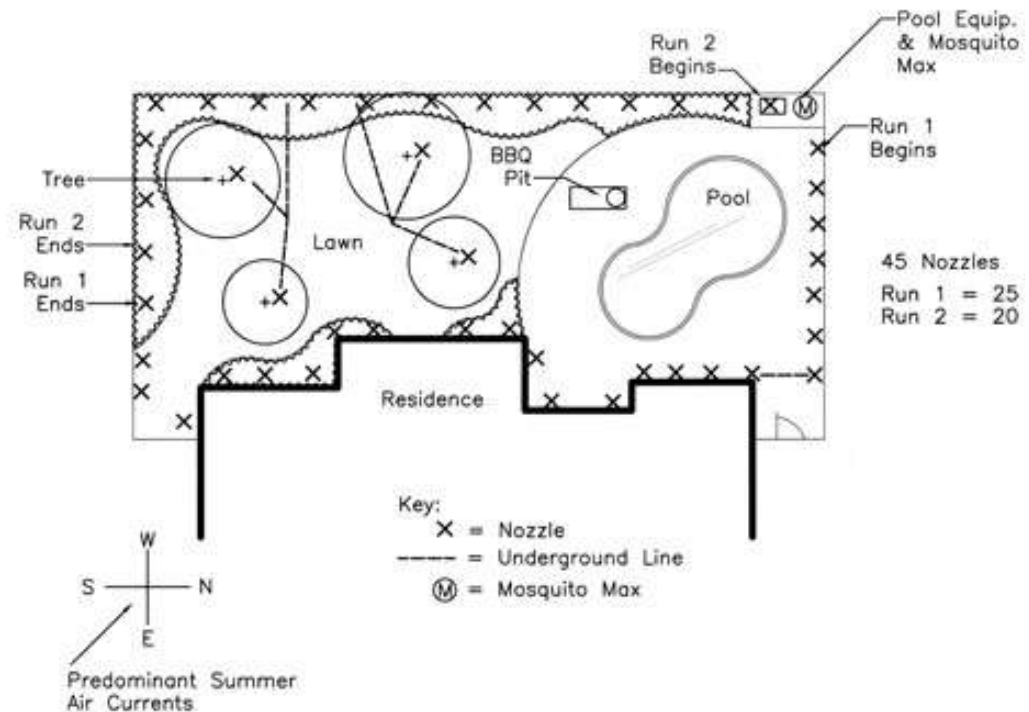 Pool Equip.
& Mosquito
Max
Run 2
Begins
M
Run 1
Begins
BBQ
Pit
Tree
Pool
Run 2
Ends
Lawn
Run 1
Ends
45 Nozzles
Run 1 = 25
Run 2 = 20
Residence
Key:
X = Nozzle
---- = Underground Line
M = Mosquito Max
W
S N
E
Predominant Summer
Air Currents